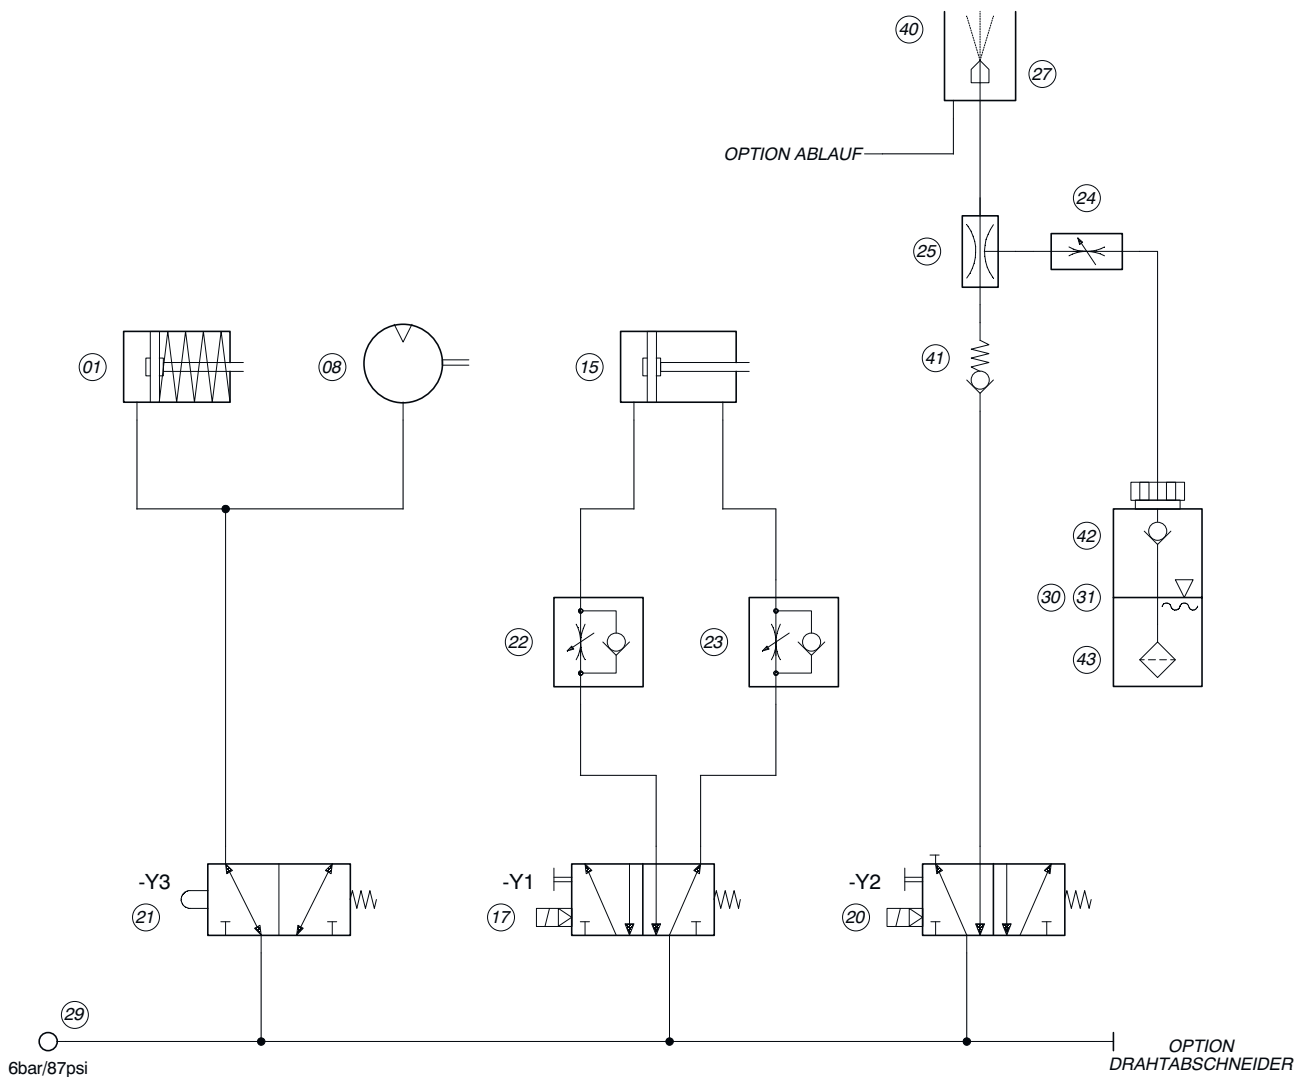 40
27
OPTION ABLAUF
24
25
01
08
15
41
42
30 31
22
23
43
-Y3
-Y1
-Y2
21
17
20
29
6bar/87psi
OPTION
DRAHTABSCHNEIDER